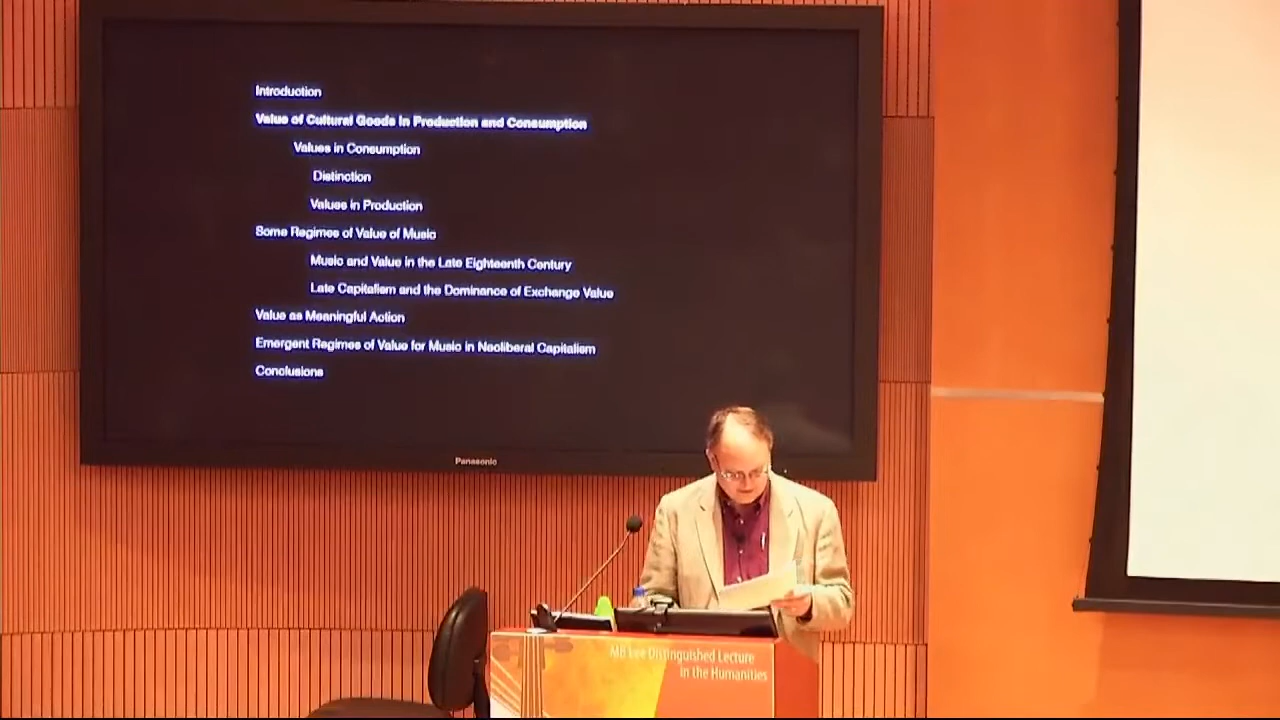 Introduction
Value of Cultural Goods in Production and Consumption
Values in Consumption
Distinction
Values in Production
Some Regimes of Value of Music
Music and Value in the Late Eighteenth Century
Late Capitalism and the Dominance of Exchange Value
Value as Meaningful Action
Emergent Regimes of Value for Music in Neoliberal Capitalism
Conclusions
Panasonic
MB Lee Distinguished Lecture
in the Humanities